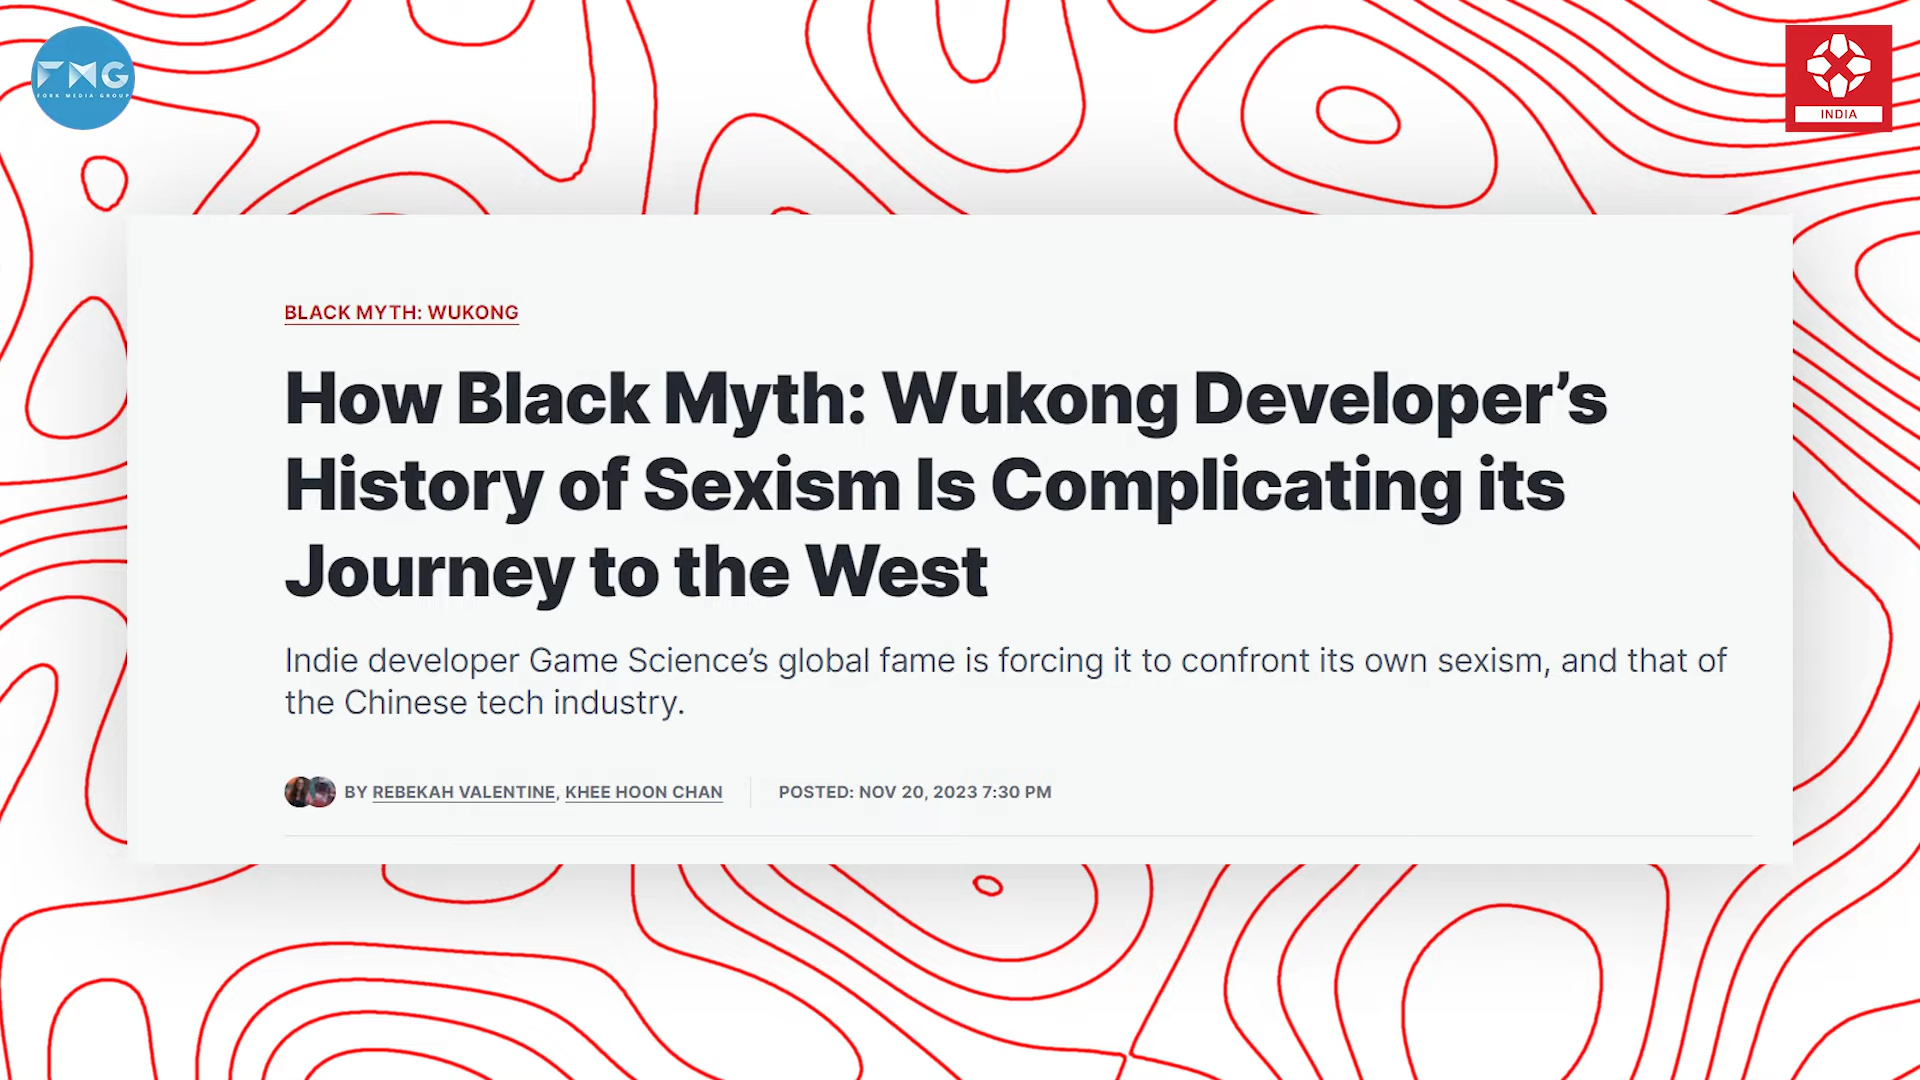 FMG
FORK MEDIA GROUP
INDIA
BLACK MYTH: WUKONG
How Black Myth: Wukong Developer’s
History of Sexism Is Complicating its
Journey to the West
Indie developer Game Science’s global fame is forcing it to confront its own sexism, and that of
the Chinese tech industry.
BY REBEKAH VALENTINE, KHEE HOON CHAN POSTED: NOV 20, 2023 7:30 PM